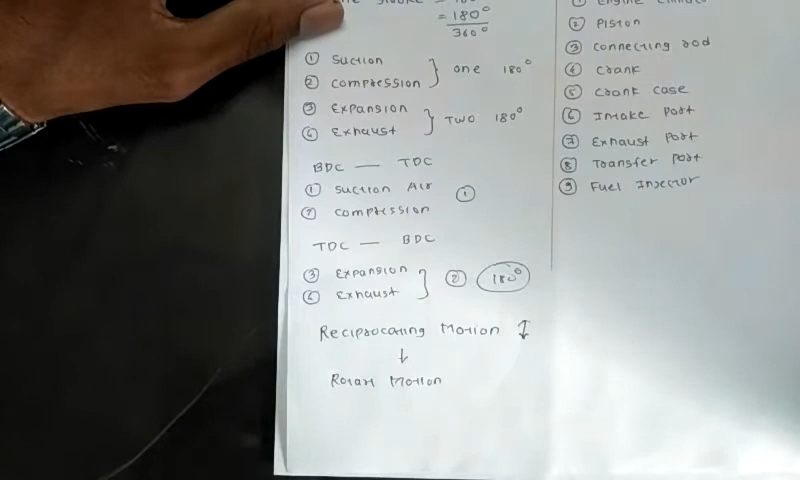 = 180°
360°
① Suction
② Compression } one 180°
③ Expansion
④ Exhaust } Two 180°
BDC — TDC
① Suction Air
② Compression ①
TDC — BDC
③ Expansion
④ Exhaust } ② 180°
Reciprocating Motion ↕
↓
Rotary Motion
② Piston
③ Connecting rod
④ Crank
⑤ Crank case
⑥ Intake Port
⑦ Exhaust Port
⑧ Transfer Port
⑨ Fuel Injector